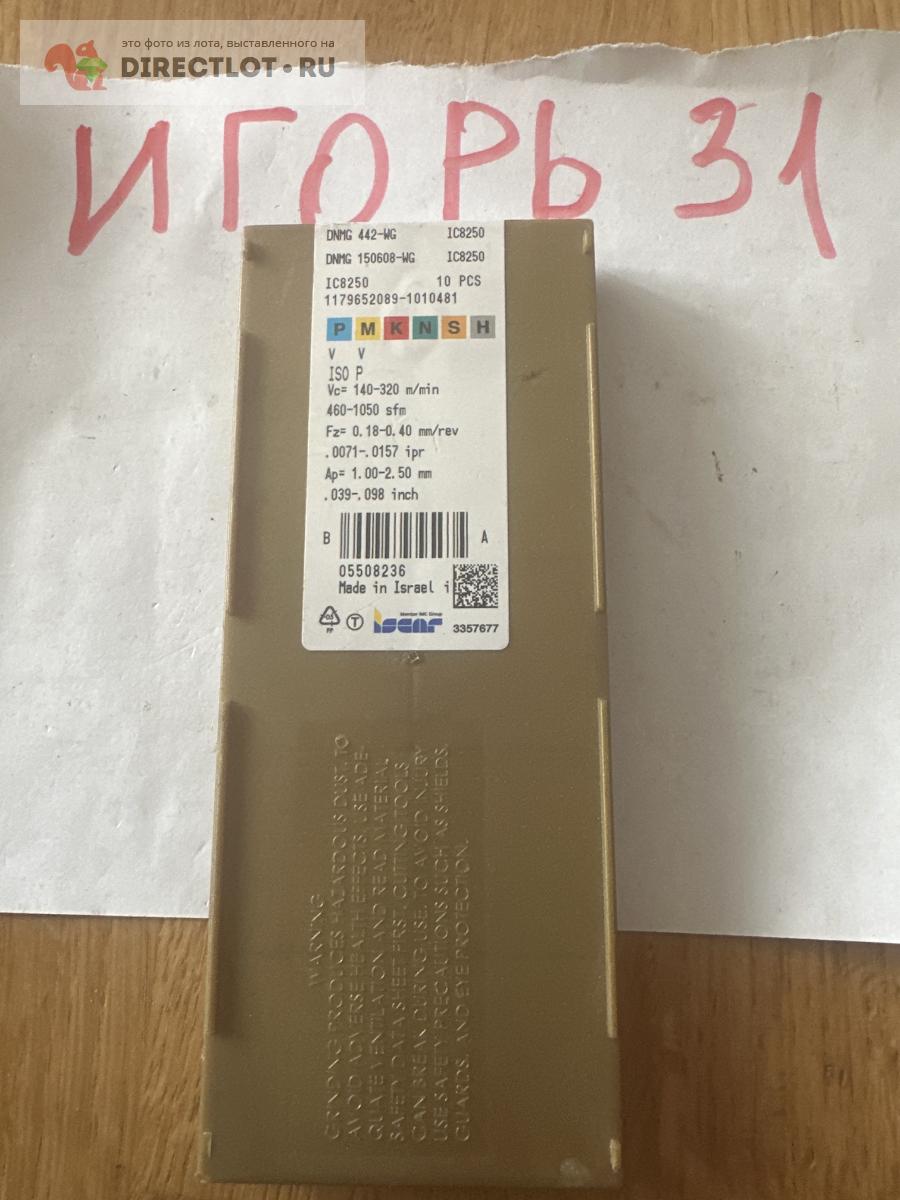 это фото из лота, выставленного на
DIRECTLOT•RU
ИГОРЬ 31
DNMG 442-WG IC8250
DNMG 150608-WG IC8250
IC8250 10 PCS
1179652089-1010481
P M K N S H
V V
ISO P
Vc= 140-320 m/min
460-1050 sfm
Fz= 0.18-0.40 mm/rev
.0071-.0157 ipr
Ap= 1.00-2.50 mm
.039-.098 inch
B A
05508236
Made in Israel i
05
PP
T
Member IMC Group
iscar
3357677
WARNING
GRINDING PRODUCES HAZARDOUS DUST. TO
AVOID ADVERSE HEALTH EFFECTS, USE ADE-
QUATE VENTILATION AND READ MATERIAL
SAFETY DATA SHEET FIRST. CUTTING TOOLS
CAN BREAK DURING USE. TO AVOID INJURY
USE SAFETY PRECAUTIONS SUCH AS SHIELDS,
GUARDS, AND EYE PROTECTION.